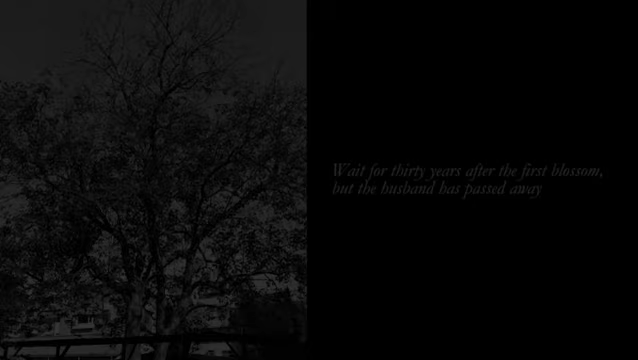 Wait for thirty years after the first blossom,
but the husband has passed away